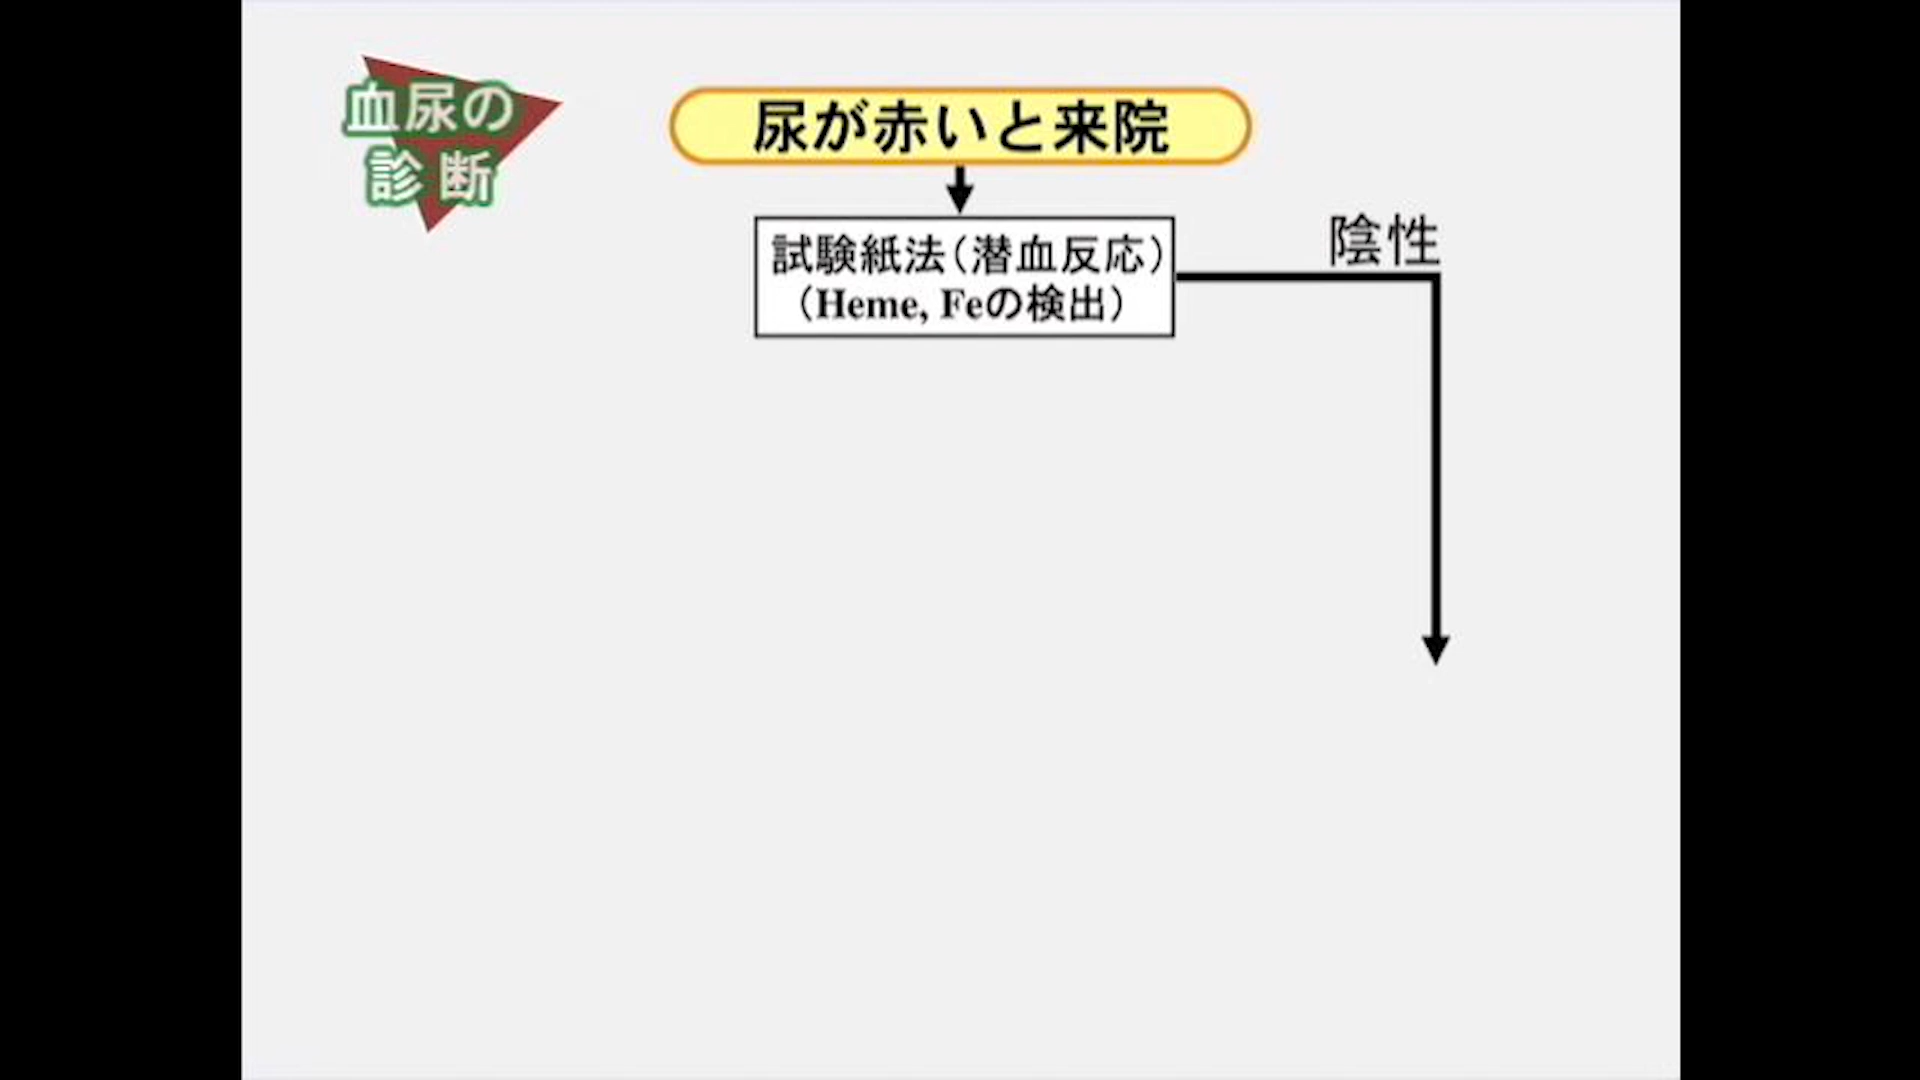 血尿の
診断
尿が赤いと来院
試験紙法（潜血反応）
（Heme, Feの検出）
陰性